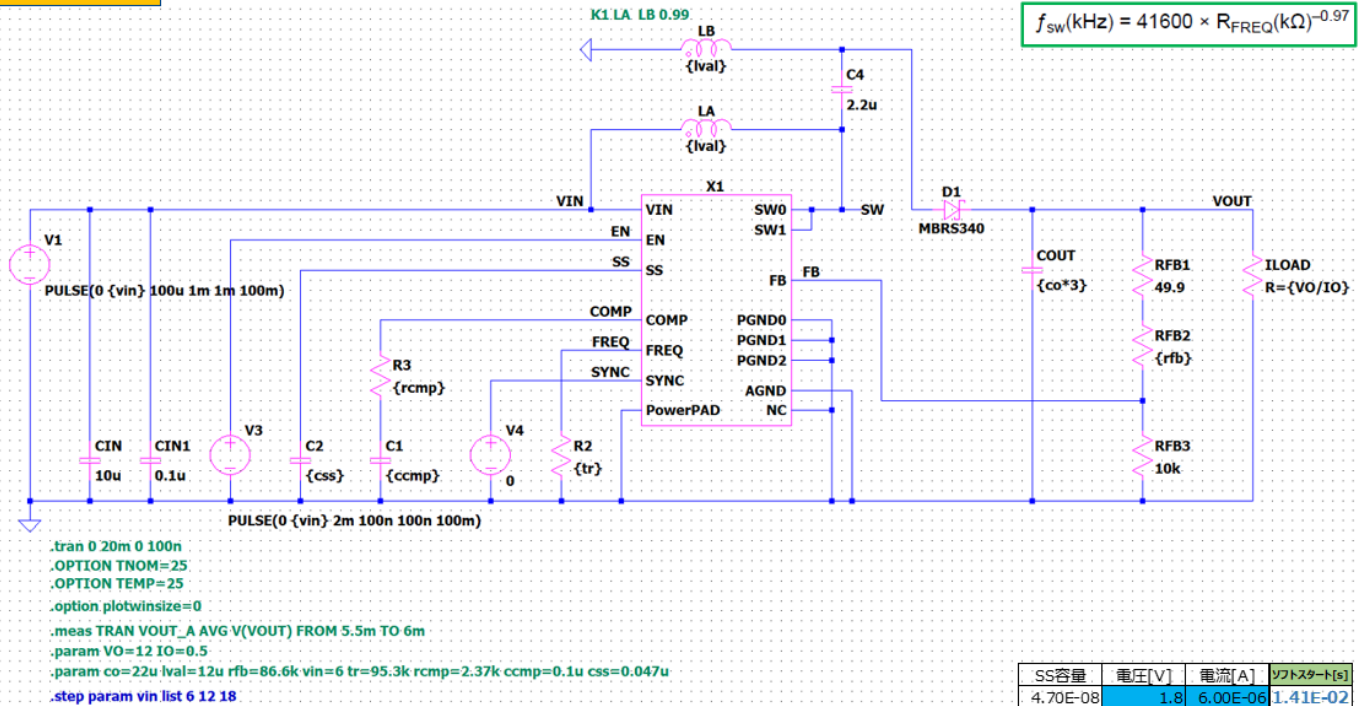 K1 LA LB 0.99
fsw(kHz) = 41600 × RFREQ(kΩ)–0.97
LB
{lval}
C4
2.2u
LA
{lval}
X1
VIN
VIN
SW0
SW
SW1
D1
MBRS340
VOUT
V1
PULSE(0 {vin} 100u 1m 1m 100m)
EN
EN
SS
SS
FB
FB
COUT
{co*3}
RFB1
49.9
ILOAD
R={VO/IO}
COMP
COMP
PGND0
PGND1
PGND2
FREQ
FREQ
SYNC
SYNC
AGND
PowerPAD
NC
R3
{rcmp}
RFB2
{rfb}
CIN
10u
CIN1
0.1u
V3
C2
{css}
C1
{ccmp}
V4
0
R2
{tr}
RFB3
10k
PULSE(0 {vin} 2m 100n 100n 100m)
.tran 0 20m 0 100n
.OPTION TNOM=25
.OPTION TEMP=25
.option plotwinsize=0
.meas TRAN VOUT_A AVG V(VOUT) FROM 5.5m TO 6m
.param VO=12 IO=0.5
.param co=22u lval=12u rfb=86.6k vin=6 tr=95.3k rcmp=2.37k ccmp=0.1u css=0.047u
.step param vin list 6 12 18
SS容量 電圧[V] 電流[A] ソフトスタート[s]
4.70E-08 1.8 6.00E-06 1.41E-02